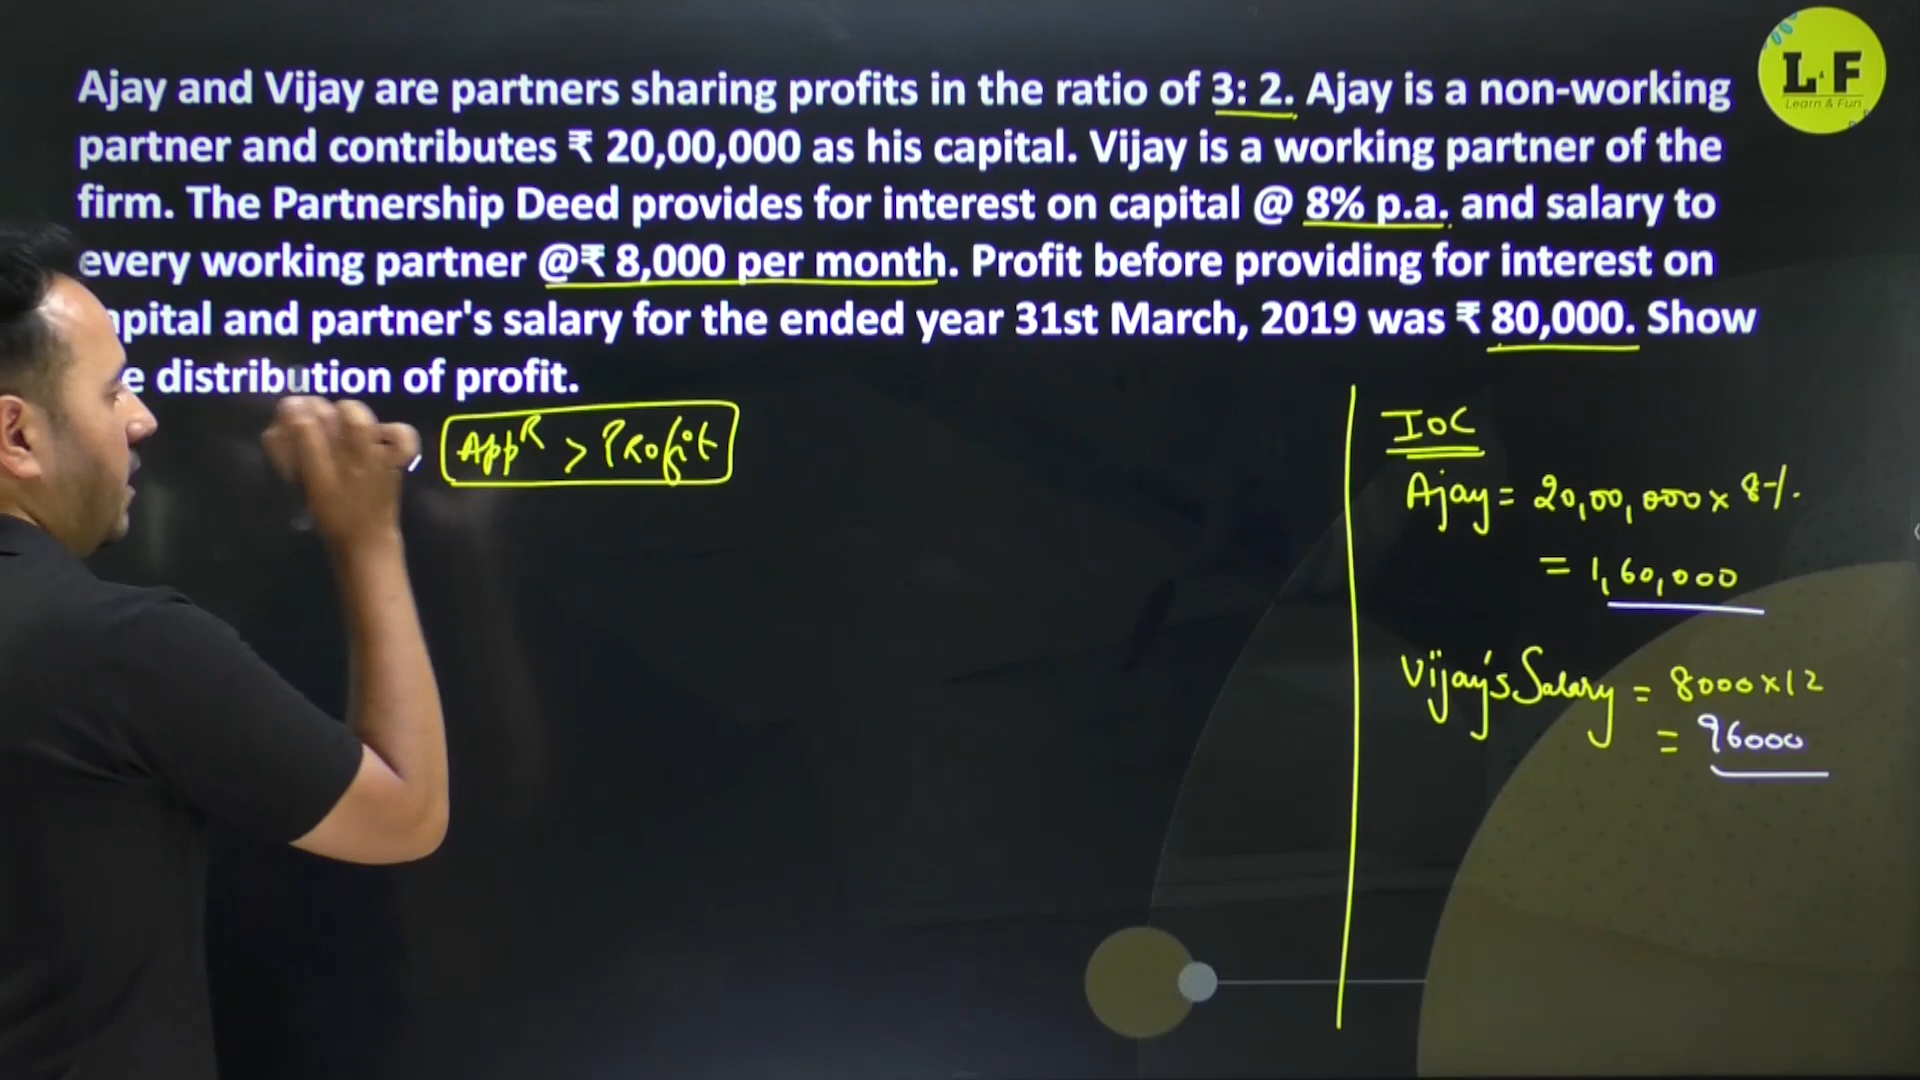 Ajay and Vijay are partners sharing profits in the ratio of 3: 2. Ajay is a non-working
partner and contributes ₹ 20,00,000 as his capital. Vijay is a working partner of the
firm. The Partnership Deed provides for interest on capital @ 8% p.a. and salary to
every working partner @₹ 8,000 per month. Profit before providing for interest on
pital and partner's salary for the ended year 31st March, 2019 was ₹ 80,000. Show
e distribution of profit.
L&F
Learn & Fun
App^R > Profit
IOC
Ajay = 20,00,000 x 8%.
= 1,60,000
Vijay's Salary = 8000x12
= 96000